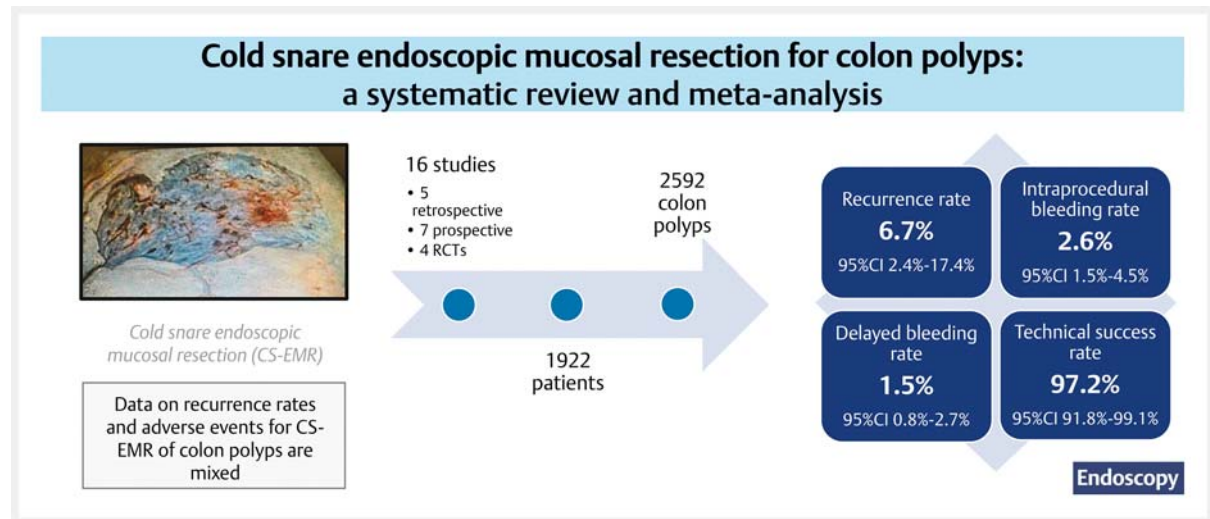 Cold snare endoscopic mucosal resection for colon polyps:
a systematic review and meta-analysis
Cold snare endoscopic
mucosal resection (CS-EMR)
Data on recurrence rates
and adverse events for CS-
EMR of colon polyps are
mixed
16 studies
• 5
retrospective
• 7 prospective
• 4 RCTs
1922
patients
2592
colon
polyps
Recurrence rate
6.7%
95%CI 2.4%-17.4%
Intraprocedural
bleeding rate
2.6%
95%CI 1.5%-4.5%
Delayed bleeding
rate
1.5%
95%CI 0.8%-2.7%
Technical success
rate
97.2%
95%CI 91.8%-99.1%
Endoscopy